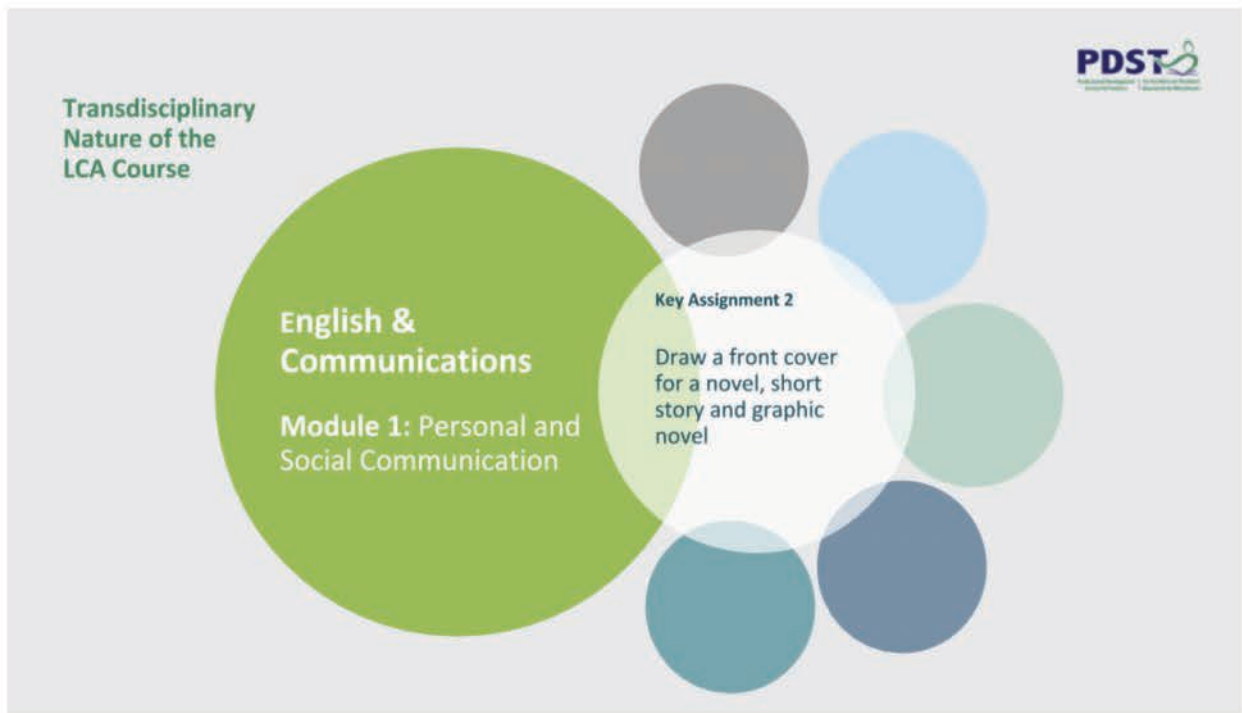 PDST
Transdisciplinary
Nature of the
LCA Course
English &
Communications
Module 1: Personal and
Social Communication
Key Assignment 2
Draw a front cover
for a novel, short
story and graphic
novel